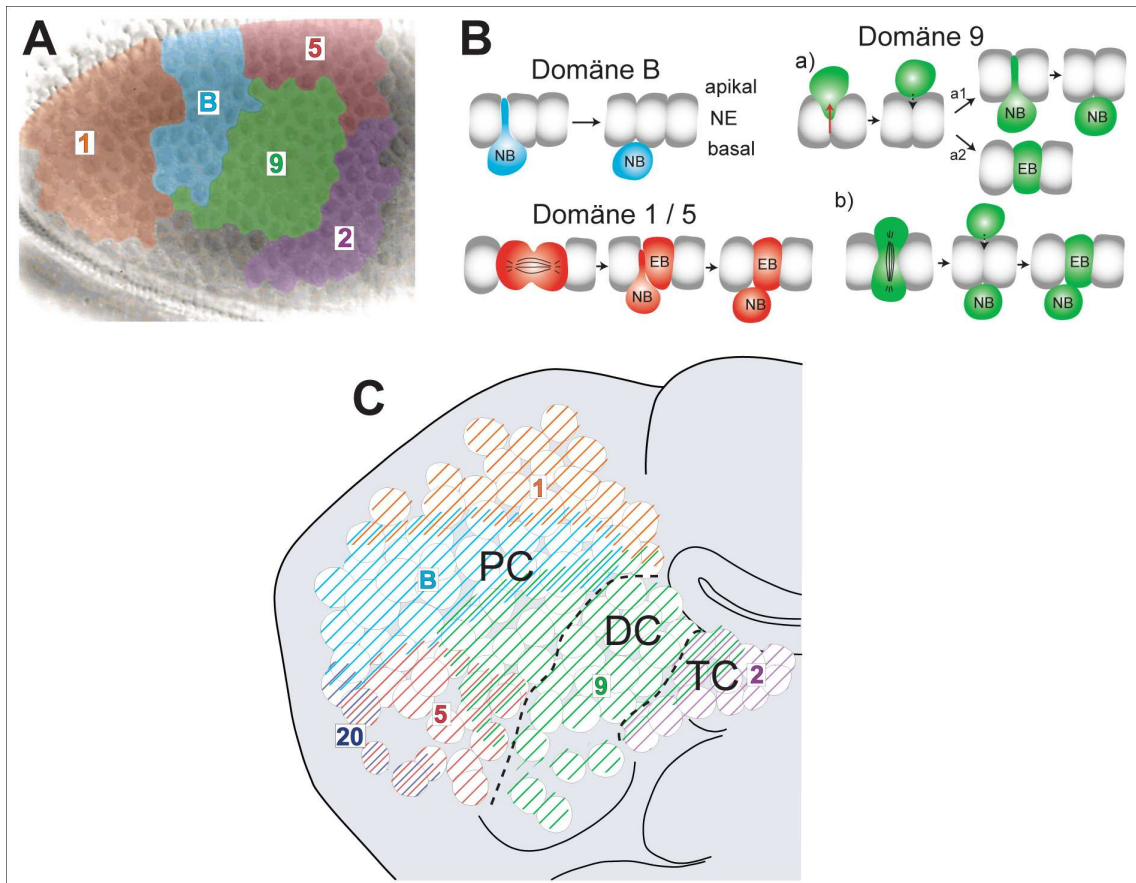 A
1
B
5
9
2
B
Domäne B
NB
NB
apikal
NE
basal
Domäne 9
a)
a1
NB
NB
a2
EB
Domäne 1 / 5
EB
NB
EB
NB
b)
NB
EB
NB
C
1
B
PC
DC
TC
2
9
5
20